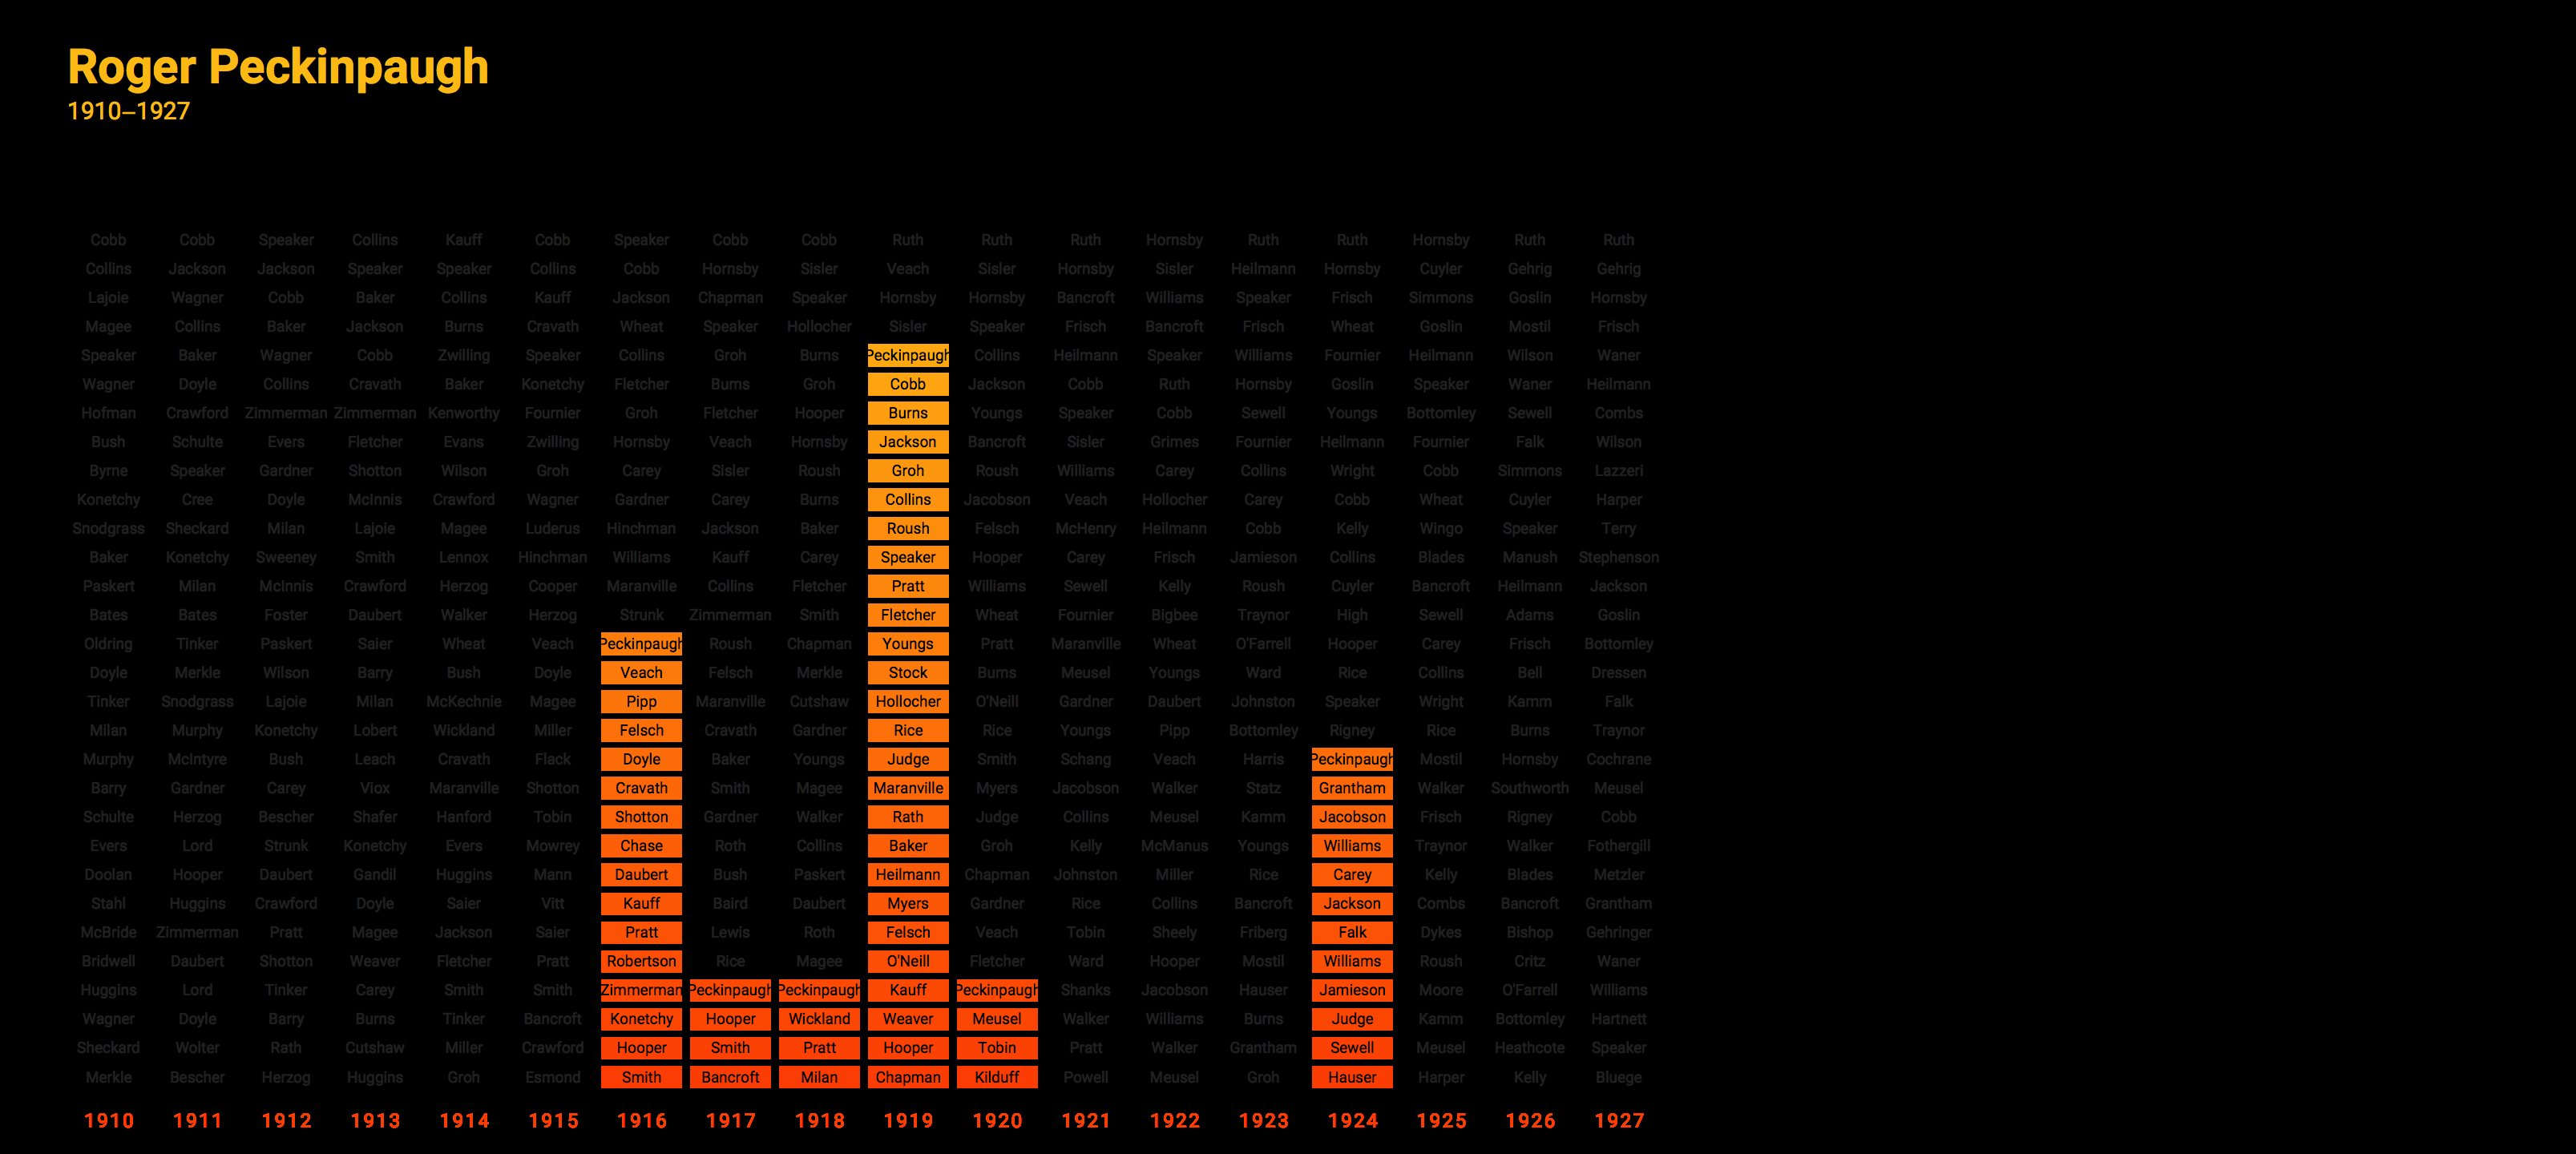 Roger Peckinpaugh
1910–1927
Cobb Cobb Speaker Collins Kauff Cobb Speaker Cobb Cobb Ruth Ruth Ruth Hornsby Ruth Ruth Hornsby Ruth Ruth
Collins Jackson Jackson Speaker Speaker Collins Cobb Hornsby Sisler Veach Sisler Hornsby Sisler Heilmann Hornsby Cuyler Gehrig Gehrig
Lajoie Wagner Cobb Baker Collins Kauff Jackson Chapman Speaker Hornsby Hornsby Bancroft Williams Speaker Frisch Simmons Goslin Hornsby
Magee Collins Baker Jackson Burns Cravath Wheat Speaker Hollocher Sisler Speaker Frisch Bancroft Frisch Wheat Goslin Mostil Frisch
Speaker Baker Wagner Cobb Zwilling Speaker Collins Groh Burns Peckinpaugh Collins Heilmann Speaker Williams Fournier Heilmann Wilson Waner
Wagner Doyle Collins Cravath Baker Konetchy Fletcher Burns Groh Cobb Jackson Cobb Ruth Hornsby Goslin Speaker Waner Heilmann
Hofman Crawford Zimmerman Zimmerman Kenworthy Fournier Groh Fletcher Hooper Burns Youngs Speaker Cobb Sewell Youngs Bottomley Sewell Combs
Bush Schulte Evers Fletcher Evans Zwilling Hornsby Veach Hornsby Jackson Bancroft Sisler Grimes Fournier Heilmann Fournier Falk Wilson
Byrne Speaker Gardner Shotton Wilson Groh Carey Sisler Roush Groh Roush Williams Carey Collins Wright Cobb Simmons Lazzeri
Konetchy Cree Doyle McInnis Crawford Wagner Gardner Carey Burns Collins Jacobson Veach Hollocher Carey Cobb Wheat Cuyler Harper
Snodgrass Sheckard Milan Lajoie Magee Luderus Hinchman Jackson Baker Roush Felsch McHenry Heilmann Cobb Kelly Wingo Speaker Terry
Baker Konetchy Sweeney Smith Lennox Hinchman Williams Kauff Carey Speaker Hooper Carey Frisch Jamieson Collins Blades Manush Stephenson
Paskert Milan McInnis Crawford Herzog Cooper Maranville Collins Fletcher Pratt Williams Sewell Kelly Roush Cuyler Bancroft Heilmann Jackson
Bates Bates Foster Daubert Walker Herzog Strunk Zimmerman Smith Fletcher Wheat Fournier Bigbee Traynor High Sewell Adams Goslin
Oldring Tinker Paskert Saier Wheat Veach Peckinpaugh Roush Chapman Youngs Pratt Maranville Wheat O'Farrell Hooper Carey Frisch Bottomley
Doyle Merkle Wilson Barry Bush Doyle Veach Felsch Merkle Stock Burns Meusel Youngs Ward Rice Collins Bell Dressen
Tinker Snodgrass Lajoie Milan McKechnie Magee Pipp Maranville Cutshaw Hollocher O'Neill Gardner Daubert Johnston Speaker Wright Kamm Falk
Milan Murphy Konetchy Lobert Wickland Miller Felsch Cravath Gardner Rice Rice Youngs Pipp Bottomley Rigney Rice Burns Traynor
Murphy McIntyre Bush Leach Cravath Flack Doyle Baker Youngs Judge Smith Schang Veach Harris Peckinpaugh Mostil Hornsby Cochrane
Barry Gardner Carey Viox Maranville Shotton Cravath Smith Magee Maranville Myers Jacobson Walker Statz Grantham Walker Southworth Meusel
Schulte Herzog Bescher Shafer Hanford Tobin Shotton Gardner Walker Rath Judge Collins Meusel Kamm Jacobson Frisch Rigney Cobb
Evers Lord Strunk Konetchy Evers Mowrey Chase Roth Collins Baker Groh Kelly McManus Youngs Williams Traynor Walker Fothergill
Doolan Hooper Daubert Gandil Huggins Mann Daubert Bush Paskert Heilmann Chapman Johnston Miller Rice Carey Kelly Blades Metzler
Stahl Huggins Crawford Doyle Saier Vitt Kauff Baird Daubert Myers Gardner Rice Collins Bancroft Jackson Combs Bancroft Grantham
McBride Zimmerman Pratt Magee Jackson Saier Pratt Lewis Roth Felsch Veach Tobin Sheely Friberg Falk Dykes Bishop Gehringer
Bridwell Daubert Shotton Weaver Fletcher Pratt Robertson Rice Magee O'Neill Fletcher Ward Hooper Mostil Williams Roush Critz Waner
Huggins Lord Tinker Carey Smith Smith Zimmerman Peckinpaugh Peckinpaugh Kauff Peckinpaugh Shanks Jacobson Hauser Jamieson Moore O'Farrell Williams
Wagner Doyle Barry Burns Tinker Bancroft Konetchy Hooper Wickland Weaver Meusel Walker Williams Burns Judge Kamm Bottomley Hartnett
Sheckard Wolter Rath Cutshaw Miller Crawford Hooper Smith Pratt Hooper Tobin Pratt Walker Grantham Sewell Meusel Heathcote Speaker
Merkle Bescher Herzog Huggins Groh Esmond Smith Bancroft Milan Chapman Kilduff Powell Meusel Groh Hauser Harper Kelly Bluege
1910 1911 1912 1913 1914 1915 1916 1917 1918 1919 1920 1921 1922 1923 1924 1925 1926 1927